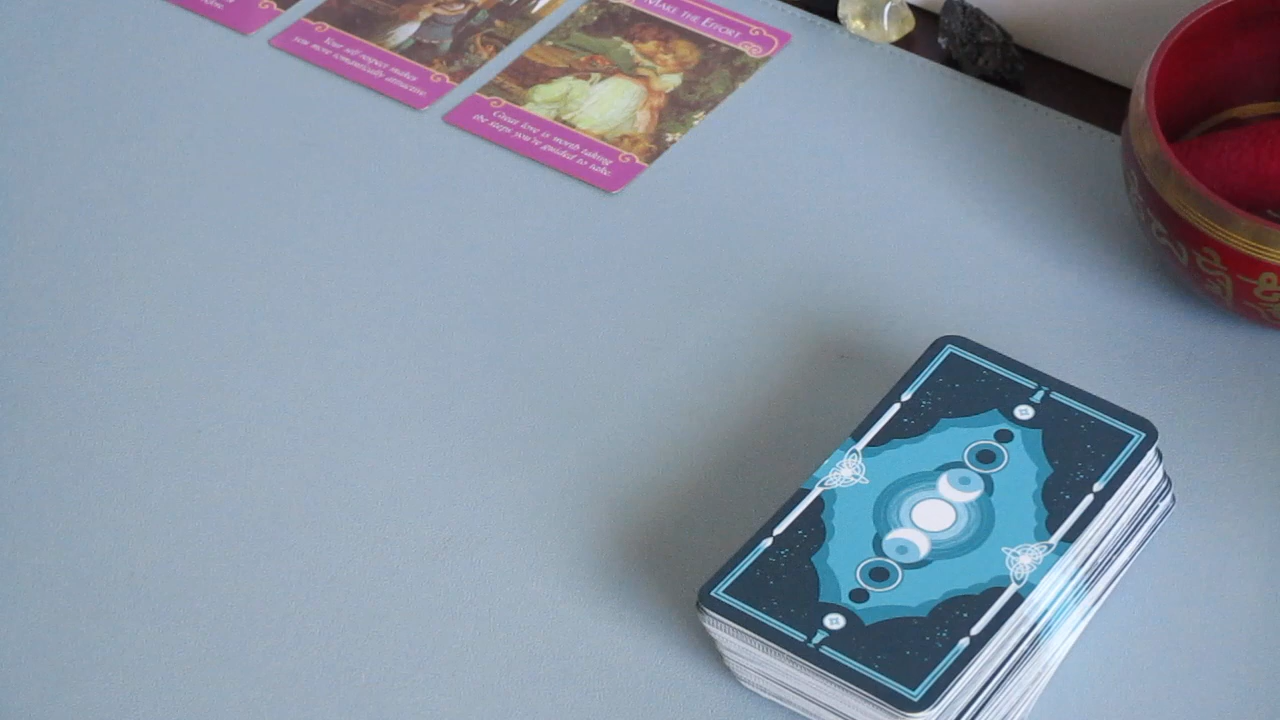 Your self-respect makes
you more romantically attractive.
MAKE THE EFFORT
Great love is worth taking
the steps you're guided to take.